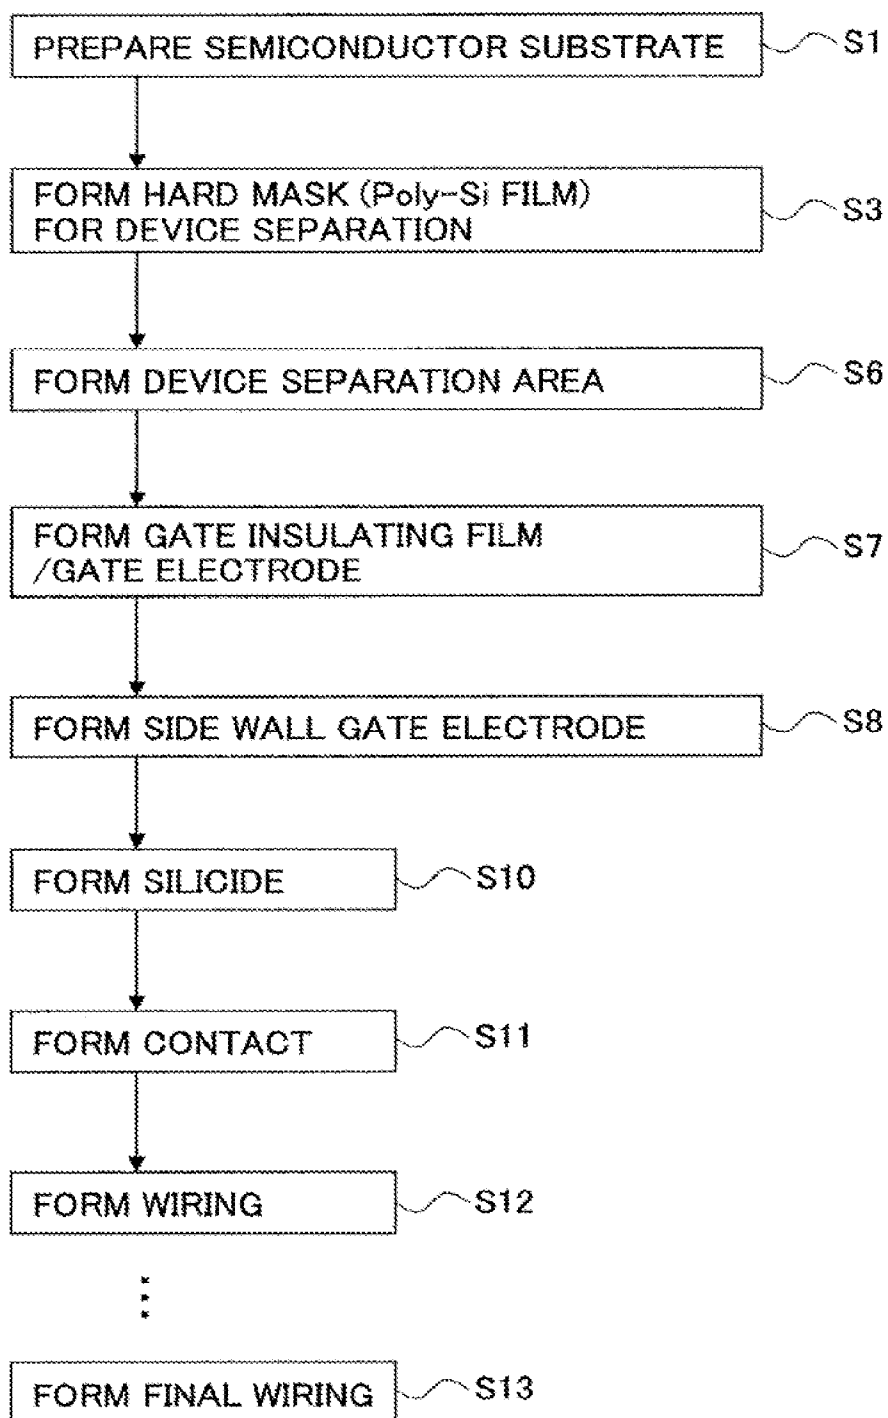 PREPARE SEMICONDUCTOR SUBSTRATE S1
FORM HARD MASK (Poly-Si FILM)
FOR DEVICE SEPARATION
S3
FORM DEVICE SEPARATION AREA S6
FORM GATE INSULATING FILM
/GATE ELECTRODE
S7
FORM SIDE WALL GATE ELECTRODE S8
FORM SILICIDE S10
FORM CONTACT S11
FORM WIRING S12
FORM FINAL WIRING S13